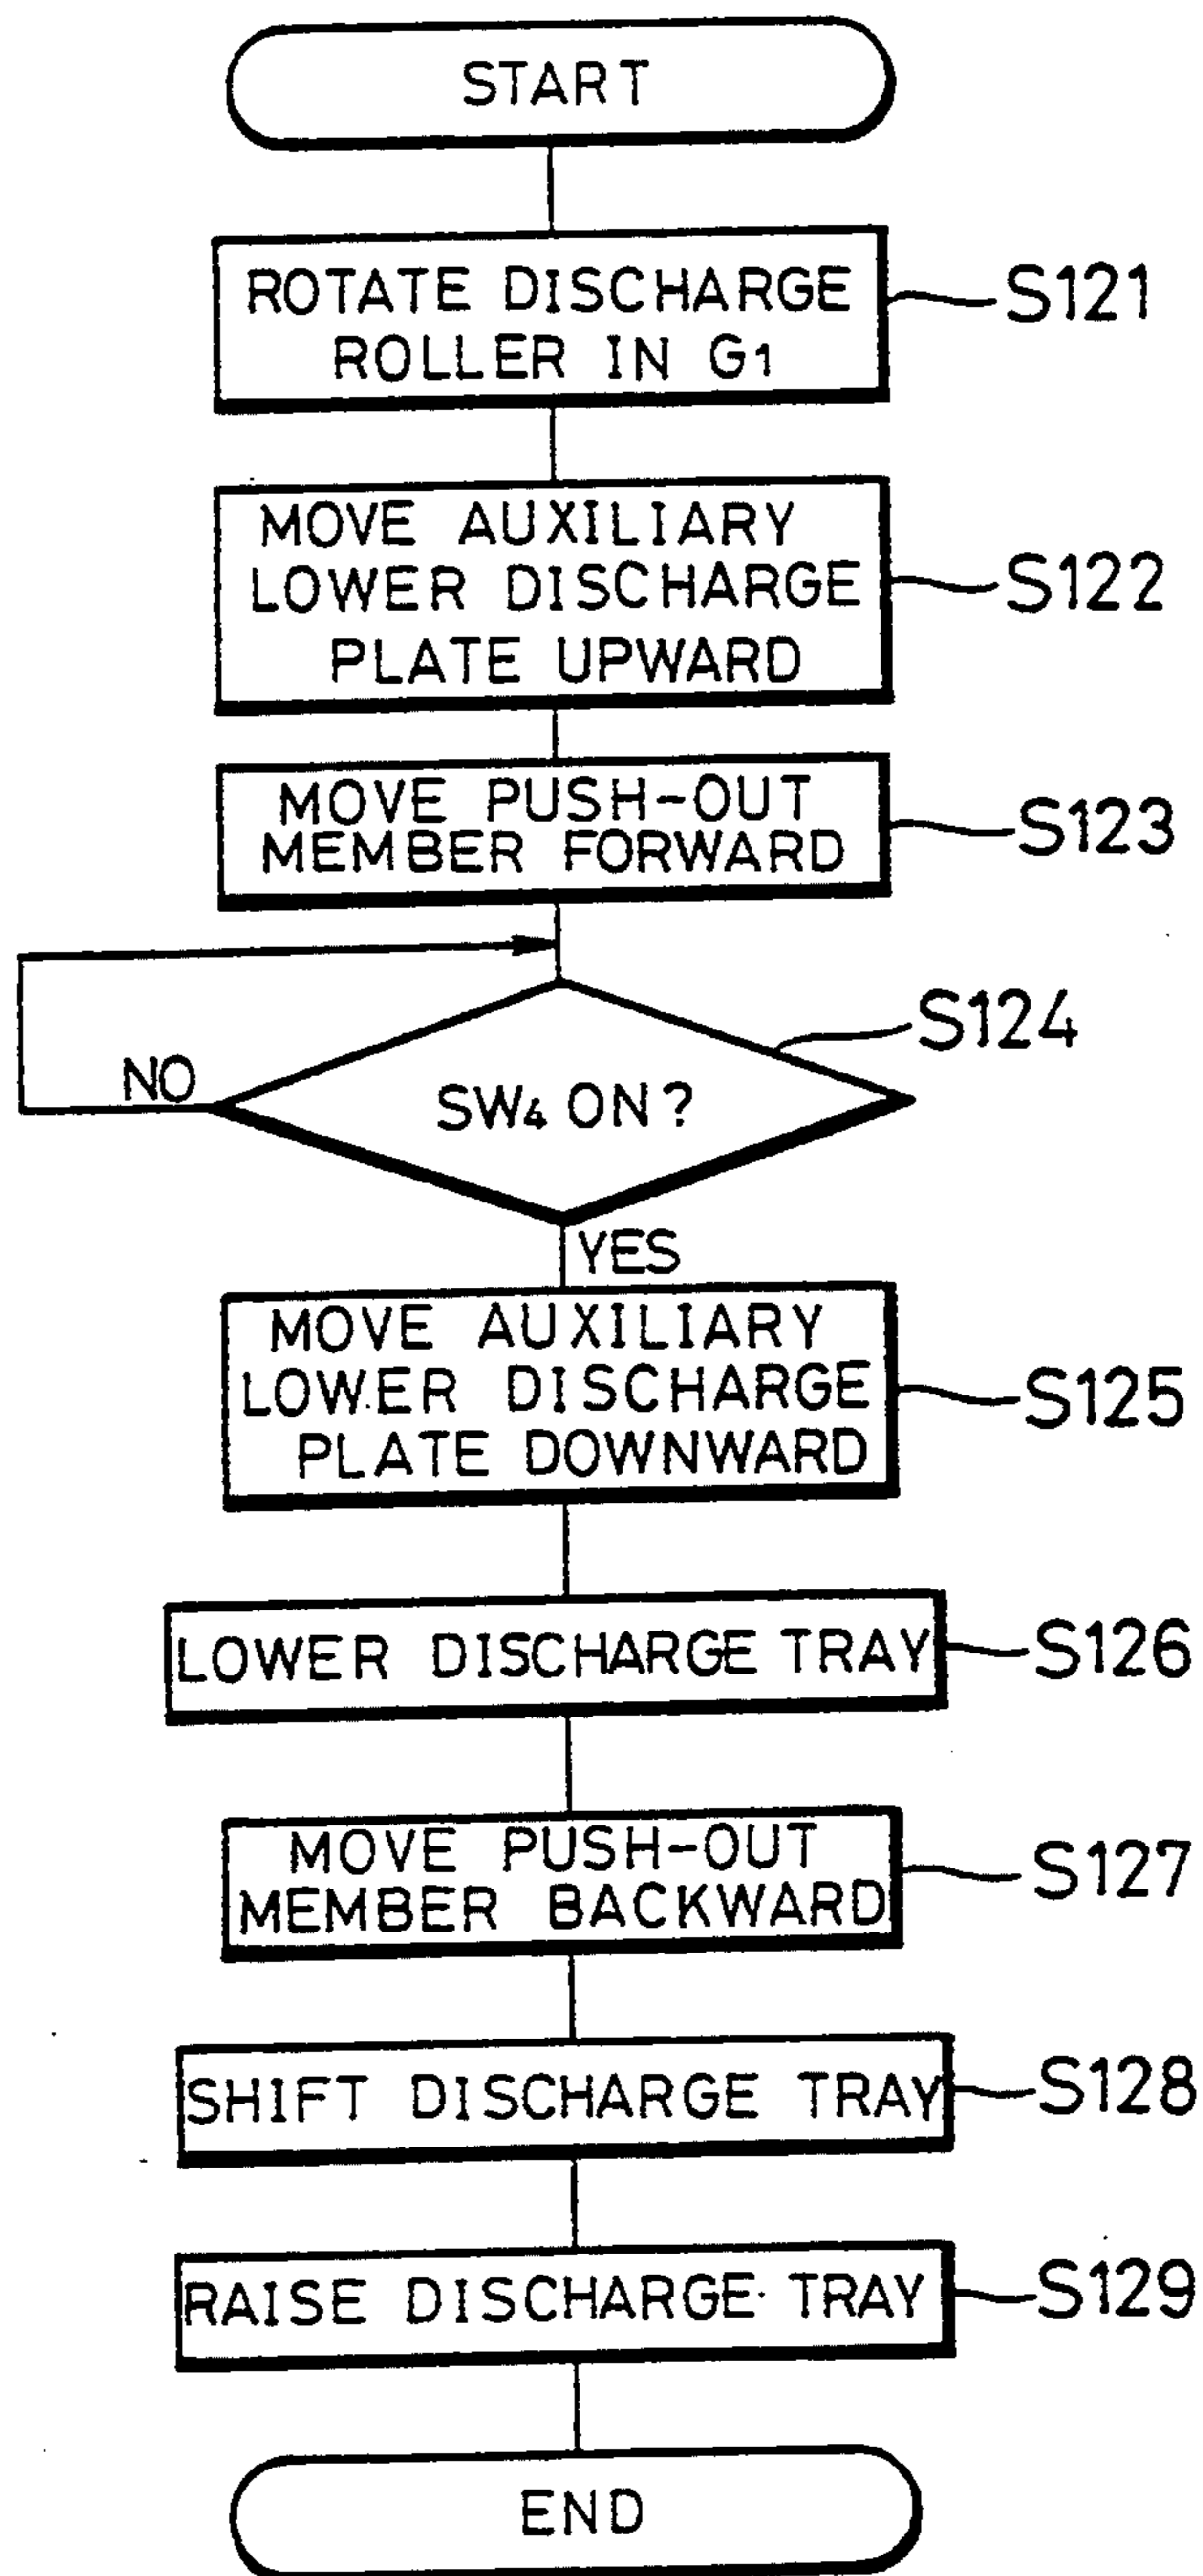 START
ROTATE DISCHARGE
ROLLER IN G1
S121
MOVE AUXILIARY
LOWER DISCHARGE
PLATE UPWARD
S122
MOVE PUSH-OUT
MEMBER FORWARD
S123
NO
SW4 ON?
S124
YES
MOVE AUXILIARY
LOWER DISCHARGE
PLATE DOWNWARD
S125
LOWER DISCHARGE TRAY
S126
MOVE PUSH-OUT
MEMBER BACKWARD
S127
SHIFT DISCHARGE TRAY
S128
RAISE DISCHARGE TRAY
S129
END